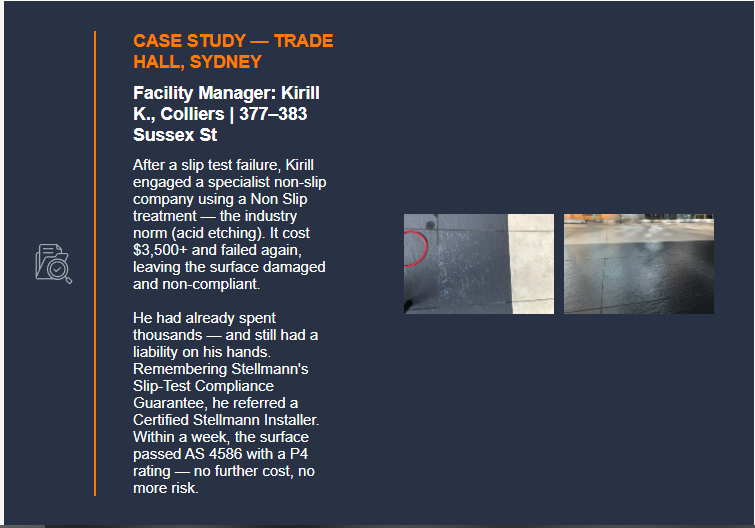 CASE STUDY — TRADE
HALL, SYDNEY
Facility Manager: Kirill
K., Colliers | 377–383
Sussex St
After a slip test failure, Kirill
engaged a specialist non-slip
company using a Non Slip
treatment — the industry
norm (acid etching). It cost
$3,500+ and failed again,
leaving the surface damaged
and non-compliant.
He had already spent
thousands — and still had a
liability on his hands.
Remembering Stellmann's
Slip-Test Compliance
Guarantee, he referred a
Certified Stellmann Installer.
Within a week, the surface
passed AS 4586 with a P4
rating — no further cost, no
more risk.